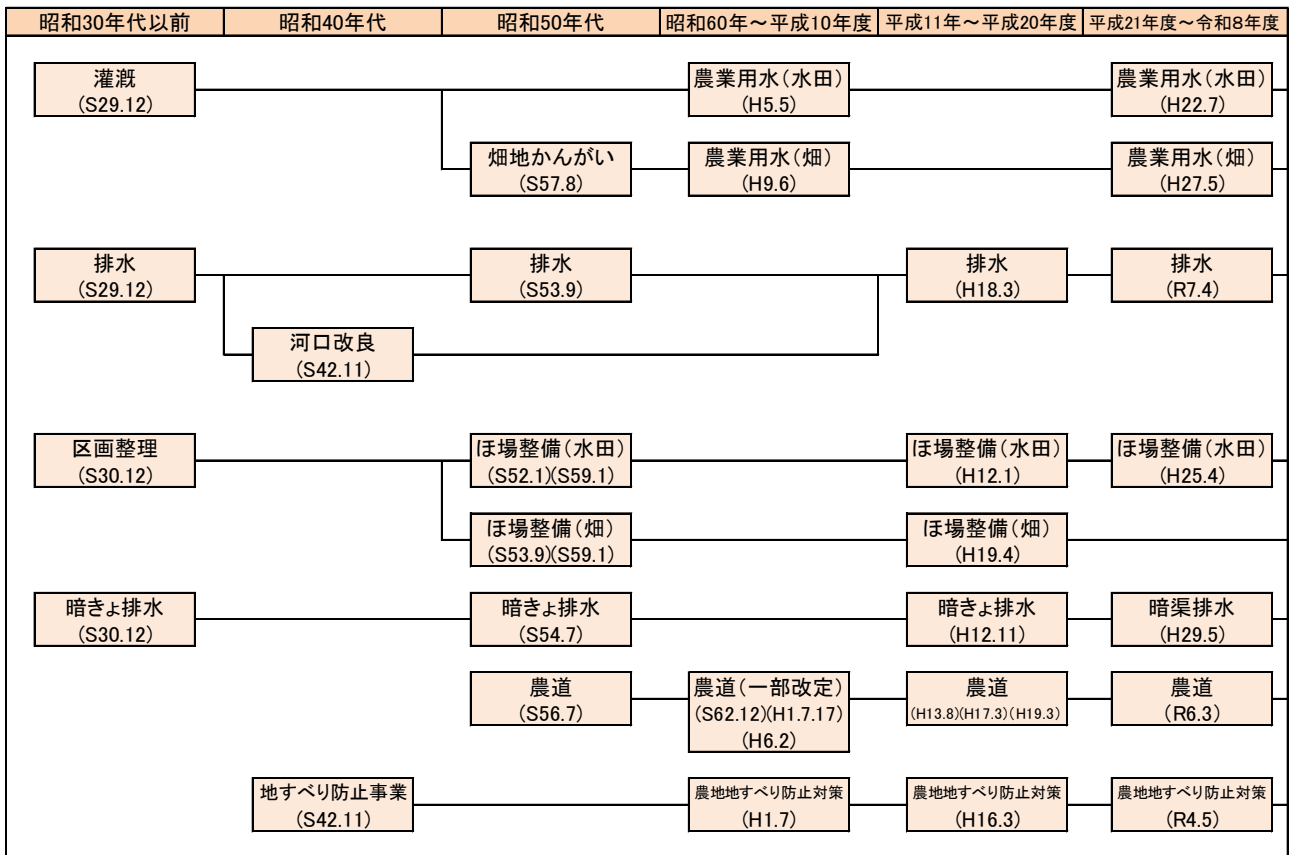 昭和30年代以前
昭和40年代
昭和50年代
昭和60年～平成10年度
平成11年～平成20年度
平成21年度～令和8年度
灌漑
(S29.12)
農業用水(水田)
(H5.5)
農業用水(水田)
(H22.7)
畑地かんがい
(S57.8)
農業用水(畑)
(H9.6)
農業用水(畑)
(H27.5)
排水
(S29.12)
排水
(S53.9)
排水
(H18.3)
排水
(R7.4)
河口改良
(S42.11)
区画整理
(S30.12)
ほ場整備(水田)
(S52.1)(S59.1)
ほ場整備(水田)
(H12.1)
ほ場整備(水田)
(H25.4)
ほ場整備(畑)
(S53.9)(S59.1)
ほ場整備(畑)
(H19.4)
暗きょ排水
(S30.12)
暗きょ排水
(S54.7)
暗きょ排水
(H12.11)
暗渠排水
(H29.5)
農道
(S56.7)
農道(一部改定)
(S62.12)(H1.7.17)
(H6.2)
農道
(H13.8)(H17.3)(H19.3)
農道
(R6.3)
地すべり防止事業
(S42.11)
農地地すべり防止対策
(H1.7)
農地地すべり防止対策
(H16.3)
農地地すべり防止対策
(R4.5)